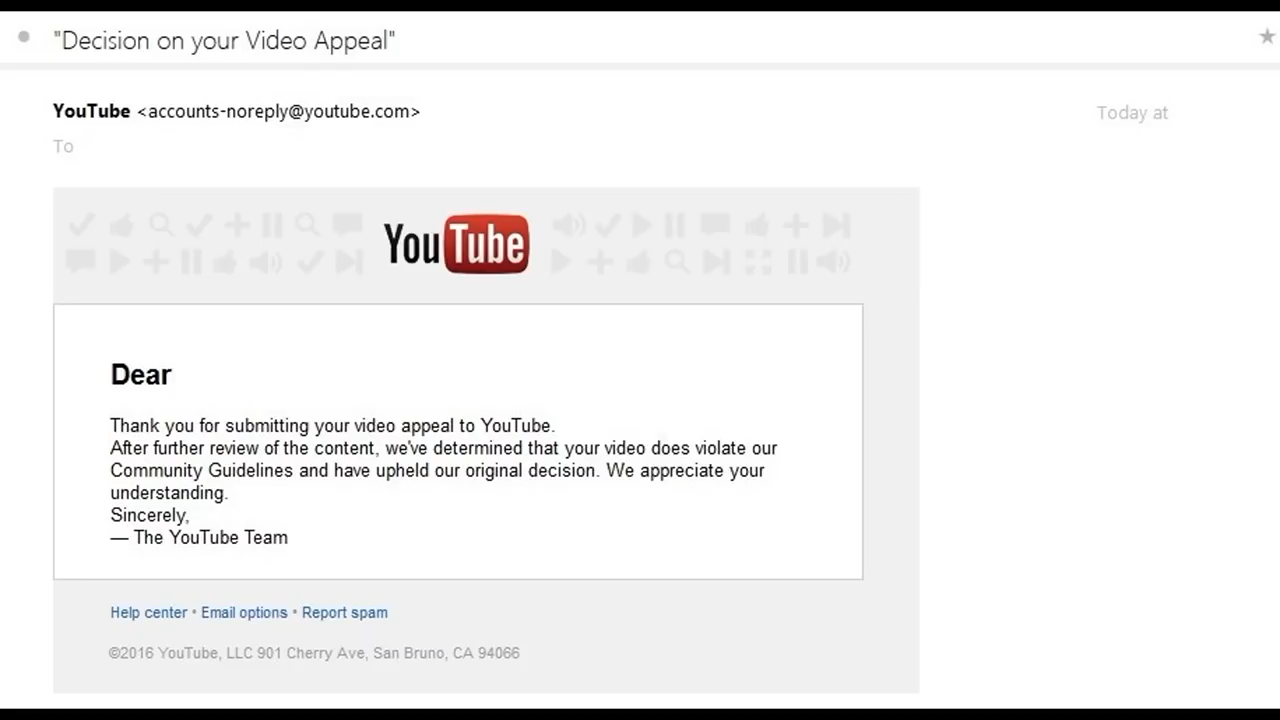 "Decision on your Video Appeal"
YouTube <accounts-noreply@youtube.com>
Today at
To
YouTube
Dear
Thank you for submitting your video appeal to YouTube.
After further review of the content, we've determined that your video does violate our
Community Guidelines and have upheld our original decision. We appreciate your
understanding.
Sincerely,
— The YouTube Team
Help center • Email options • Report spam
©2016 YouTube, LLC 901 Cherry Ave, San Bruno, CA 94066